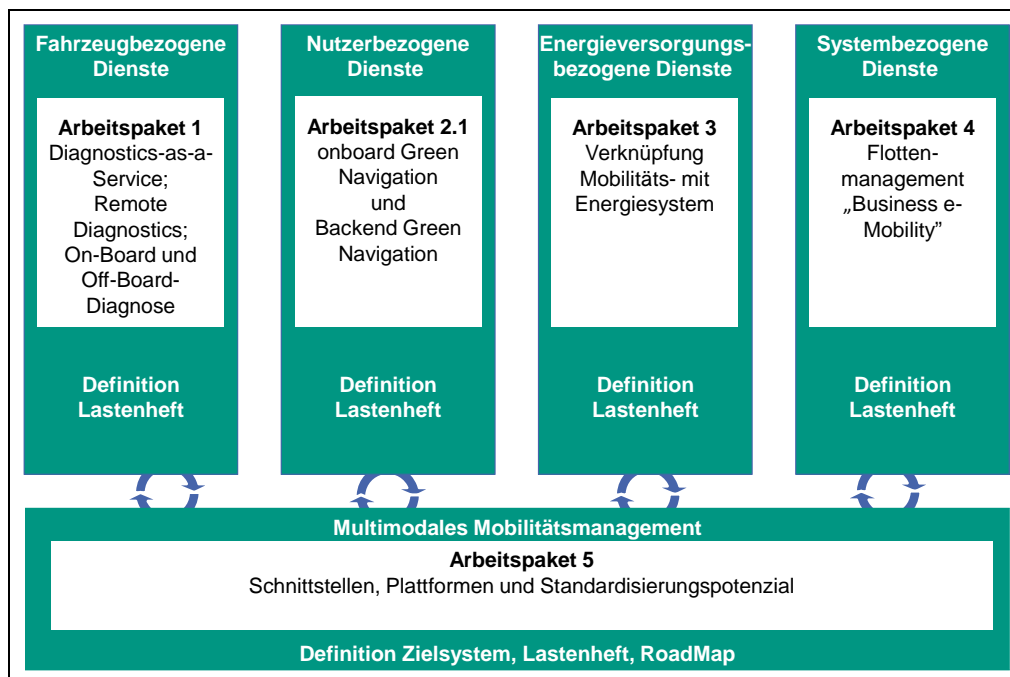 Fahrzeugbezogene
Dienste
Arbeitspaket 1
Diagnostics-as-a-
Service;
Remote
Diagnostics;
On-Board und
Off-Board-
Diagnose
Definition
Lastenheft
Nutzerbezogene
Dienste
Arbeitspaket 2.1
onboard Green
Navigation
und
Backend Green
Navigation
Definition
Lastenheft
Energieversorgungs-
bezogene Dienste
Arbeitspaket 3
Verknüpfung
Mobilitäts- mit
Energiesystem
Definition
Lastenheft
Systembezogene
Dienste
Arbeitspaket 4
Flotten-
management
„Business e-
Mobility”
Definition
Lastenheft
Multimodales Mobilitätsmanagement
Arbeitspaket 5
Schnittstellen, Plattformen und Standardisierungspotenzial
Definition Zielsystem, Lastenheft, RoadMap